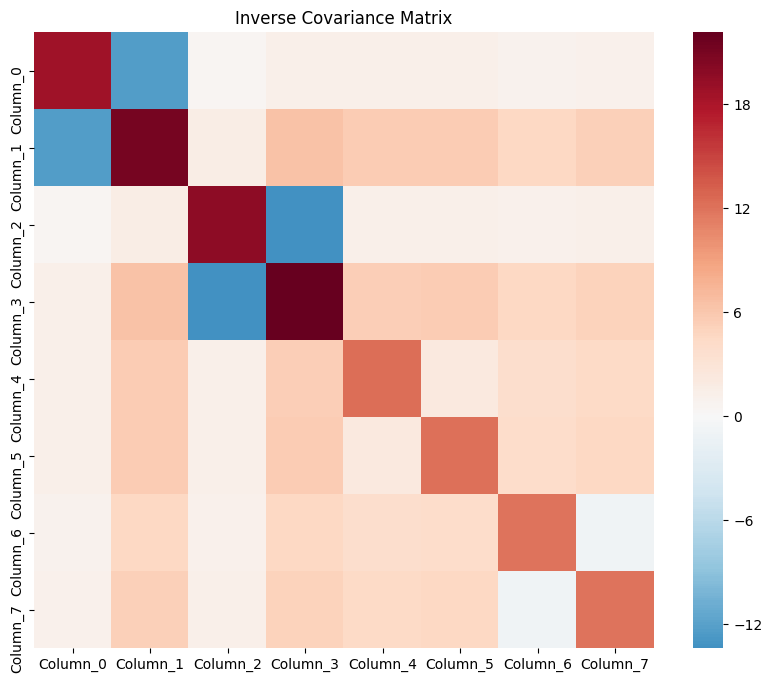 Inverse Covariance Matrix
Column_0
Column_1
Column_2
Column_3
Column_4
Column_5
Column_6
Column_7
Column_0 Column_1 Column_2 Column_3 Column_4 Column_5 Column_6 Column_7
18
12
6
0
−6
−12